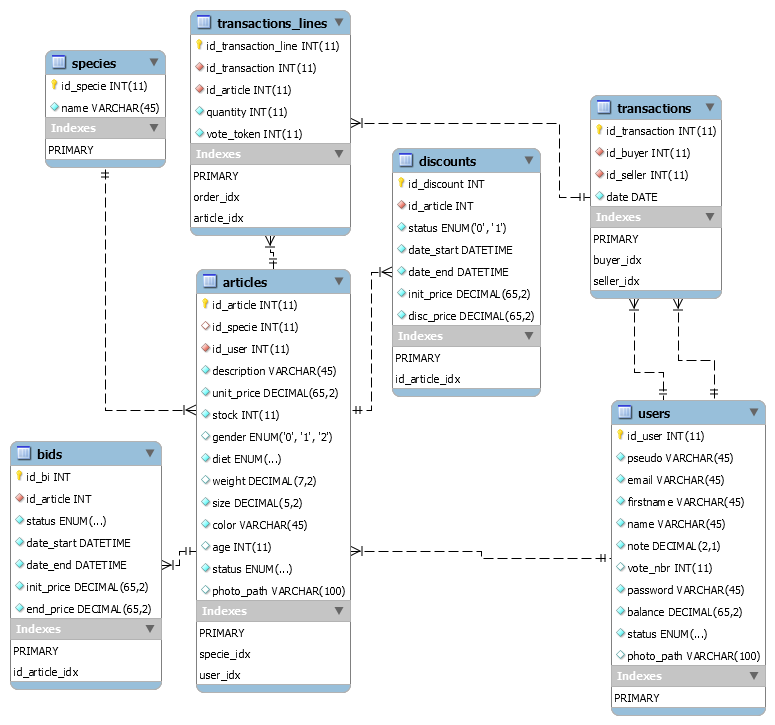 species
id_specie INT(11)
name VARCHAR(45)
Indexes
PRIMARY
transactions_lines
id_transaction_line INT(11)
id_transaction INT(11)
id_article INT(11)
quantity INT(11)
vote_token INT(11)
Indexes
PRIMARY
order_idx
article_idx
discounts
id_discount INT
id_article INT
status ENUM('0', '1')
date_start DATETIME
date_end DATETIME
init_price DECIMAL(65,2)
disc_price DECIMAL(65,2)
Indexes
PRIMARY
id_article_idx
transactions
id_transaction INT(11)
id_buyer INT(11)
id_seller INT(11)
date DATE
Indexes
PRIMARY
buyer_idx
seller_idx
articles
id_article INT(11)
id_specie INT(11)
id_user INT(11)
description VARCHAR(45)
unit_price DECIMAL(65,2)
stock INT(11)
gender ENUM('0', '1', '2')
diet ENUM(...)
weight DECIMAL(7,2)
size DECIMAL(5,2)
color VARCHAR(45)
age INT(11)
status ENUM(...)
photo_path VARCHAR(100)
Indexes
PRIMARY
specie_idx
user_idx
bids
id_bi INT
id_article INT
status ENUM(...)
date_start DATETIME
date_end DATETIME
init_price DECIMAL(65,2)
end_price DECIMAL(65,2)
Indexes
PRIMARY
id_article_idx
users
id_user INT(11)
pseudo VARCHAR(45)
email VARCHAR(45)
firstname VARCHAR(45)
name VARCHAR(45)
note DECIMAL(2,1)
vote_nbr INT(11)
password VARCHAR(45)
balance DECIMAL(65,2)
status ENUM(...)
photo_path VARCHAR(100)
Indexes
PRIMARY